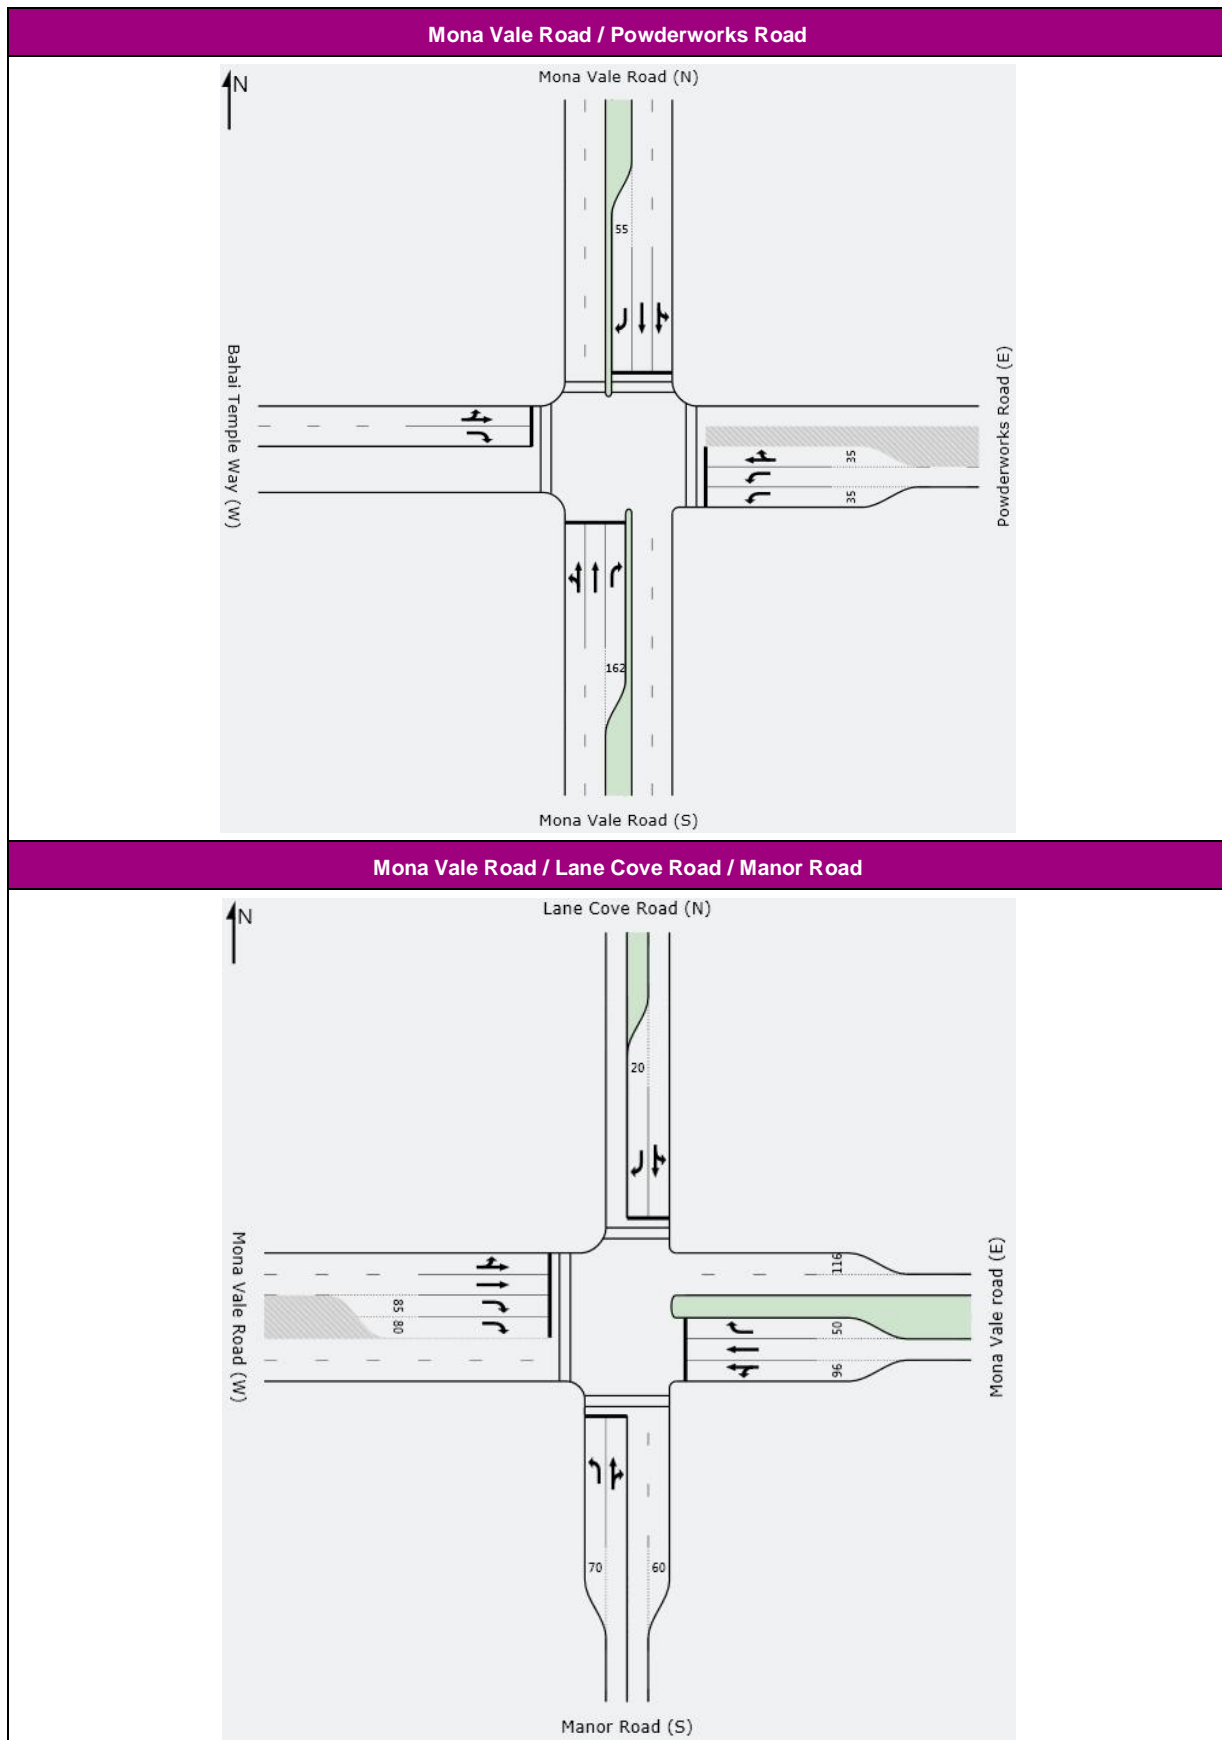 Mona Vale Road / Powderworks Road
N
Mona Vale Road (N)
55
Bahai Temple Way (W)
Powderworks Road (E)
35
35
162
Mona Vale Road (S)
Mona Vale Road / Lane Cove Road / Manor Road
N
Lane Cove Road (N)
20
Mona Vale Road (W)
Mona Vale road (E)
116
85
80
50
96
70
60
Manor Road (S)